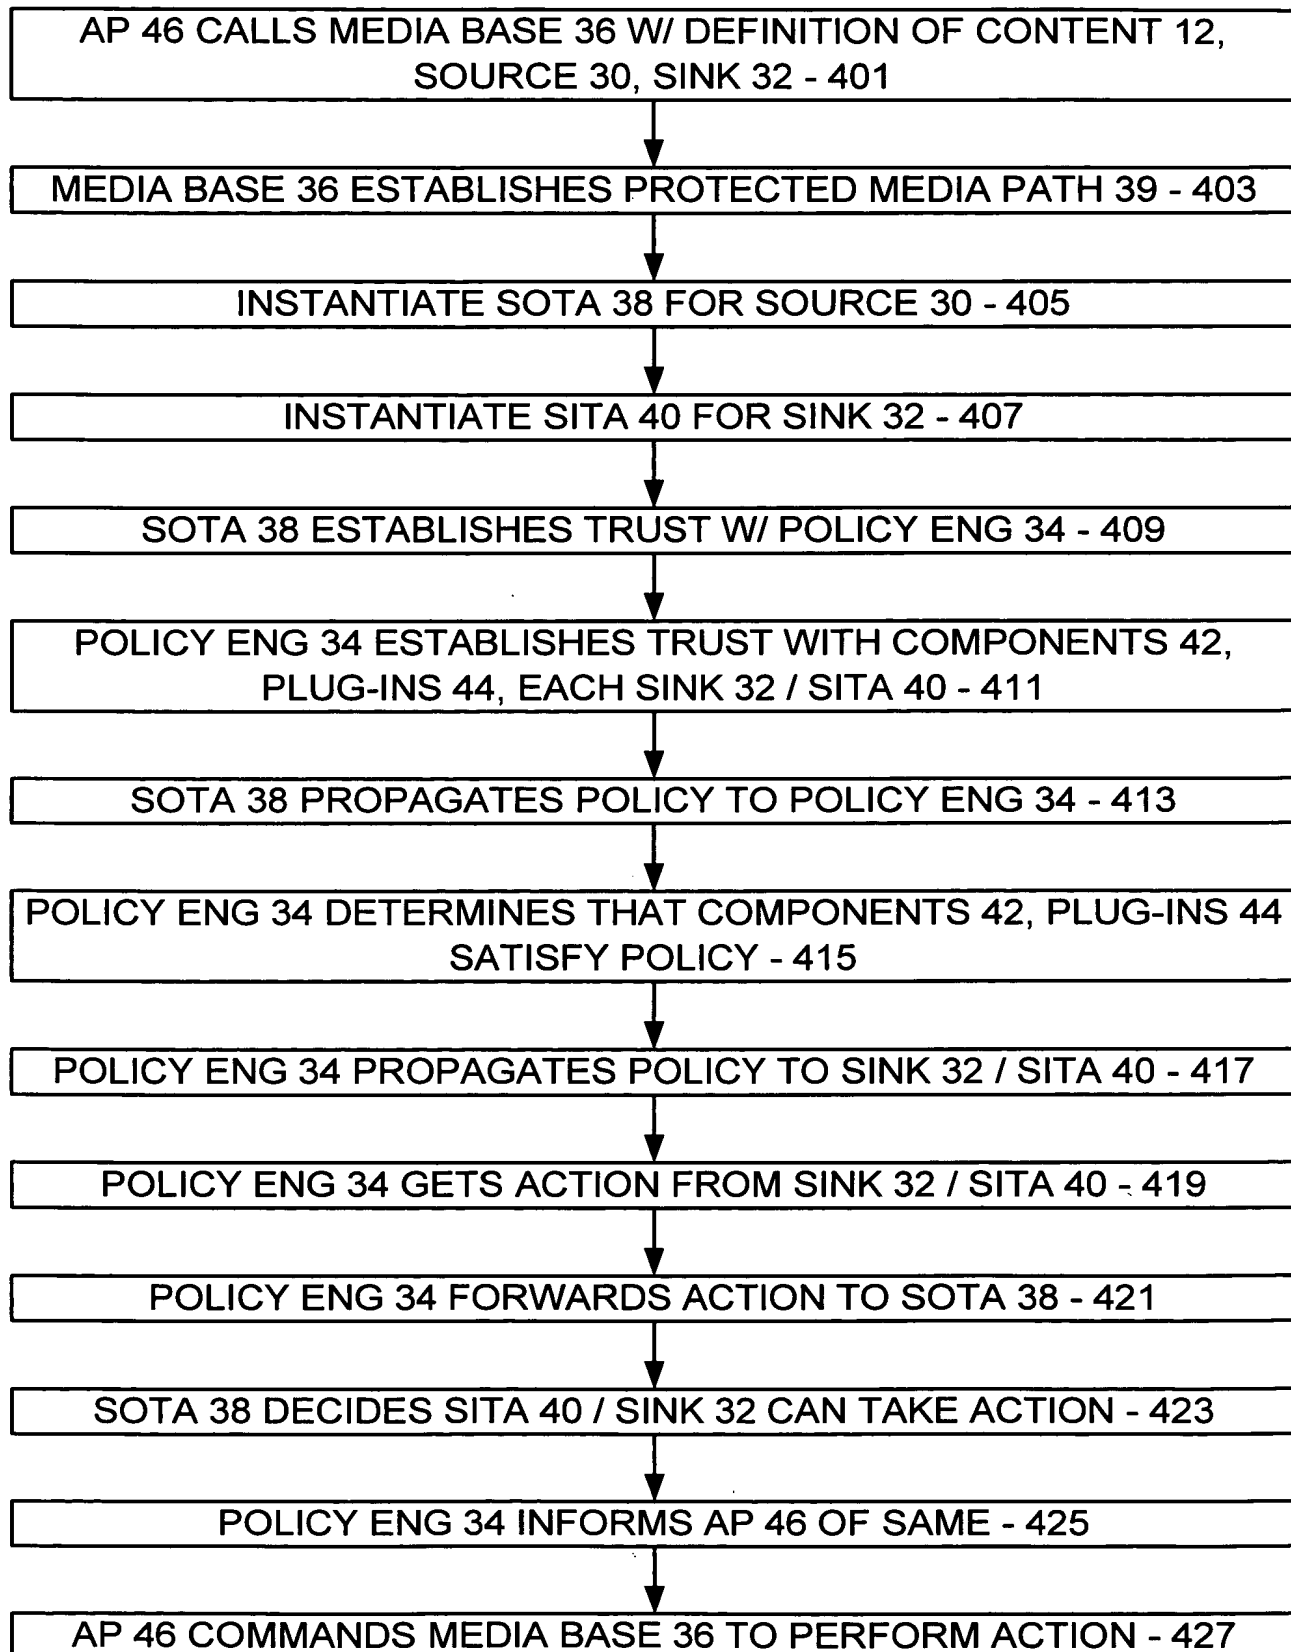 AP 46 CALLS MEDIA BASE 36 W/ DEFINITION OF CONTENT 12,
SOURCE 30, SINK 32 - 401
MEDIA BASE 36 ESTABLISHES PROTECTED MEDIA PATH 39 - 403
INSTANTIATE SOTA 38 FOR SOURCE 30 - 405
INSTANTIATE SITA 40 FOR SINK 32 - 407
SOTA 38 ESTABLISHES TRUST W/ POLICY ENG 34 - 409
POLICY ENG 34 ESTABLISHES TRUST WITH COMPONENTS 42,
PLUG-INS 44, EACH SINK 32 / SITA 40 - 411
SOTA 38 PROPAGATES POLICY TO POLICY ENG 34 - 413
POLICY ENG 34 DETERMINES THAT COMPONENTS 42, PLUG-INS 44
SATISFY POLICY - 415
POLICY ENG 34 PROPAGATES POLICY TO SINK 32 / SITA 40 - 417
POLICY ENG 34 GETS ACTION FROM SINK 32 / SITA 40 - 419
POLICY ENG 34 FORWARDS ACTION TO SOTA 38 - 421
SOTA 38 DECIDES SITA 40 / SINK 32 CAN TAKE ACTION - 423
POLICY ENG 34 INFORMS AP 46 OF SAME - 425
AP 46 COMMANDS MEDIA BASE 36 TO PERFORM ACTION - 427